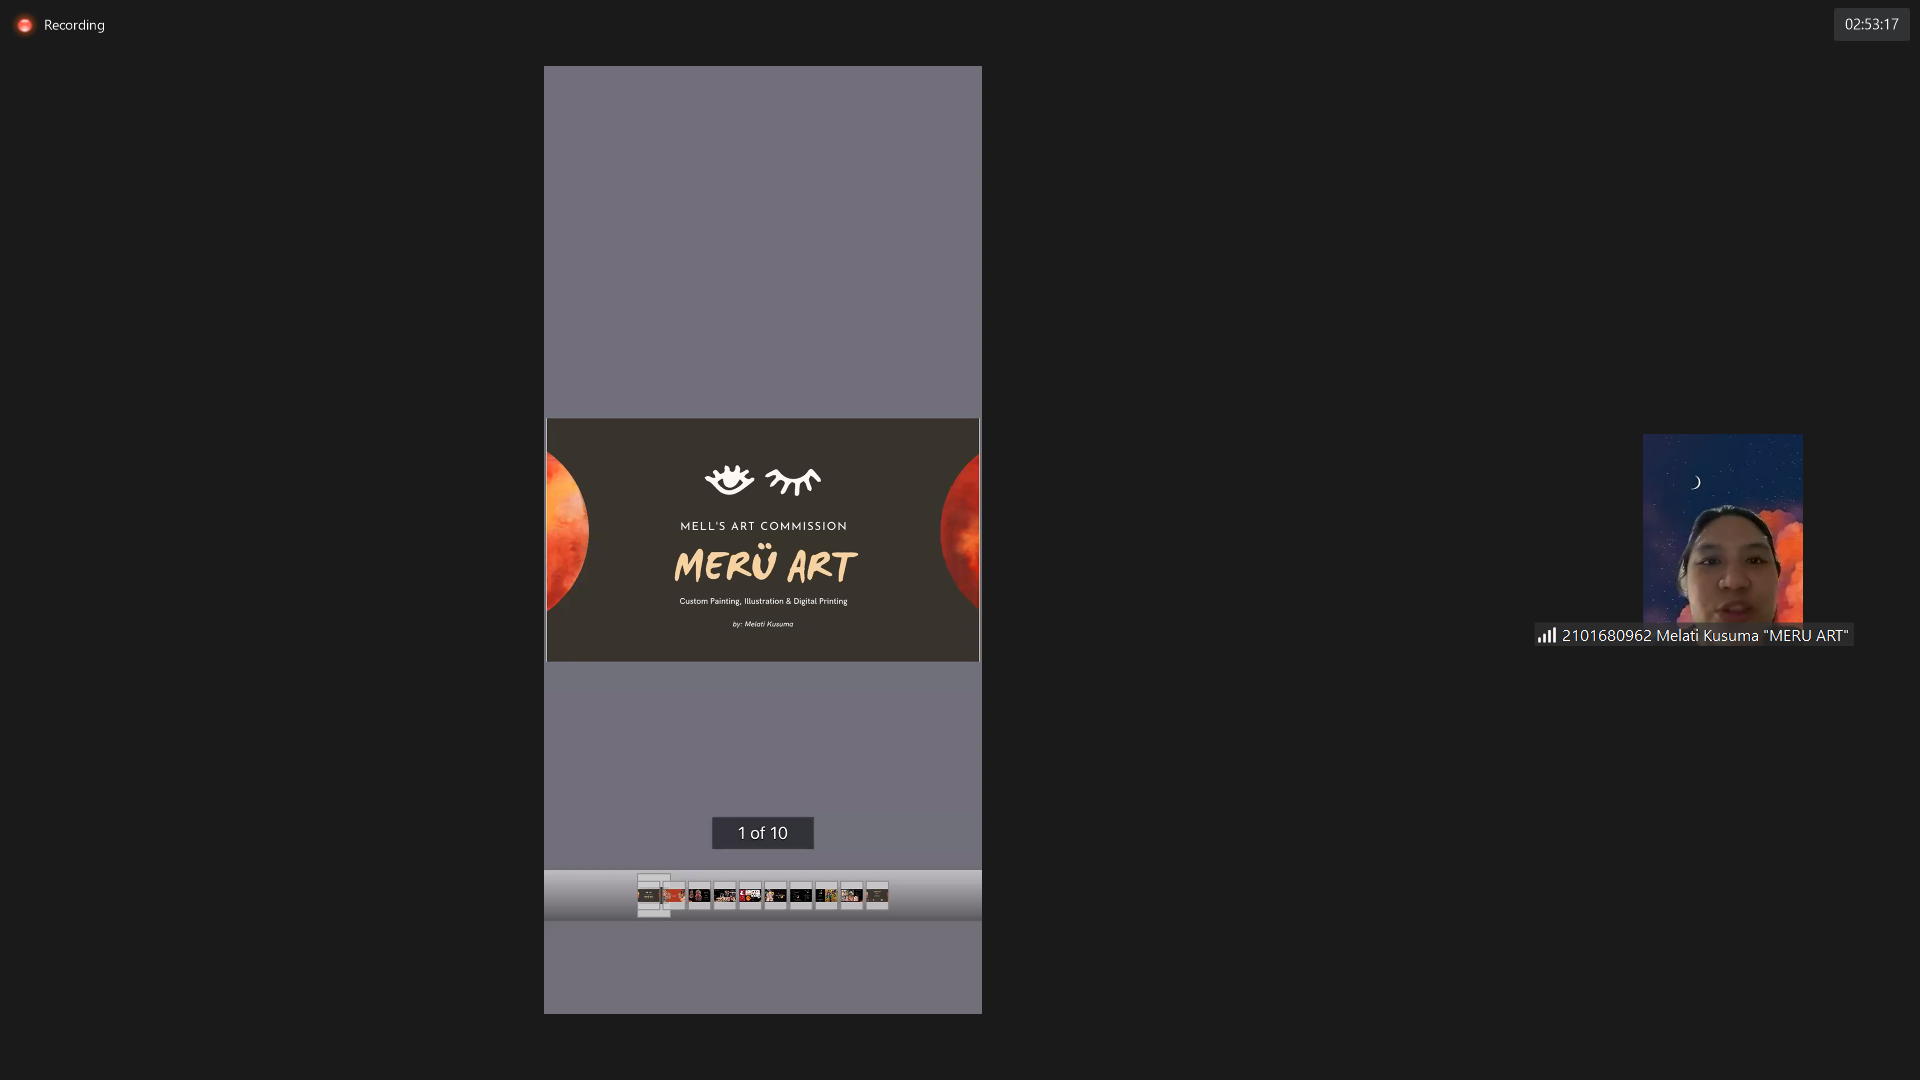 Recording
02:53:17
MELL'S ART COMMISSION
MERÜ ART
Custom Painting, Illustration & Digital Printing
by: Melati Kusuma
2101680962 Melati Kusuma "MERU ART"
1 of 10